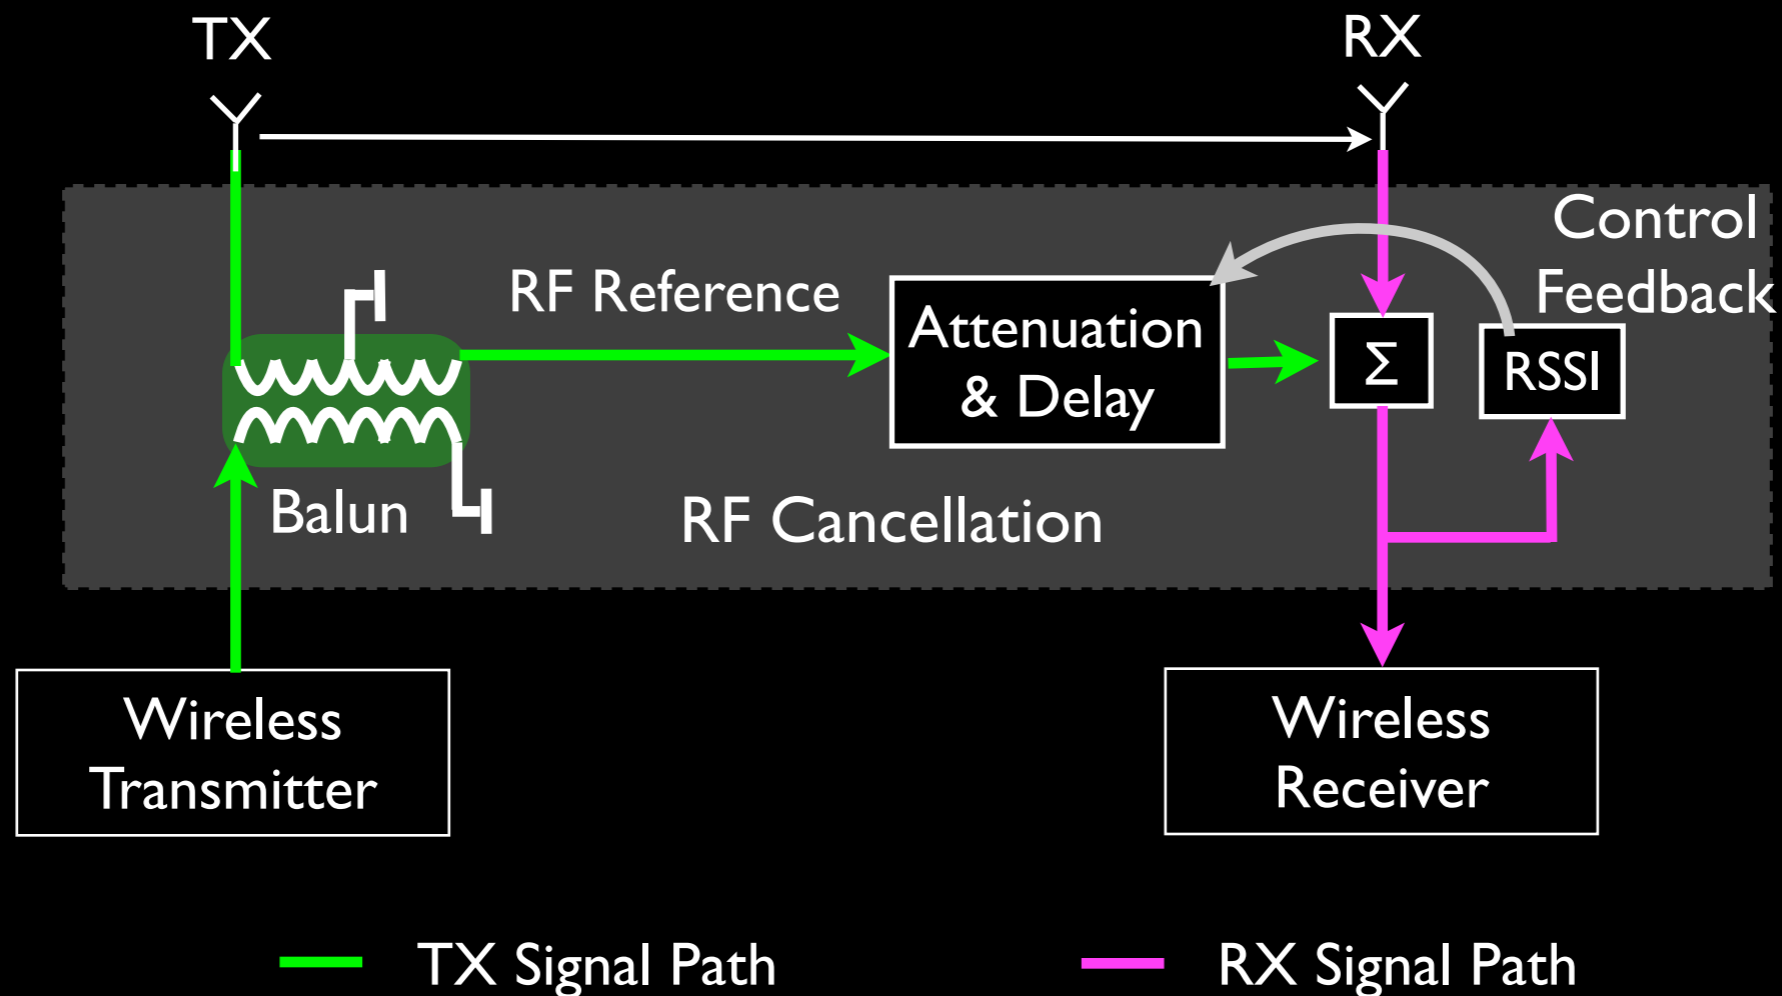 TX
RX
Control
Feedback
RF Reference
Attenuation
& Delay
Σ
RSSI
Balun
RF Cancellation
Wireless
Transmitter
Wireless
Receiver
TX Signal Path
RX Signal Path